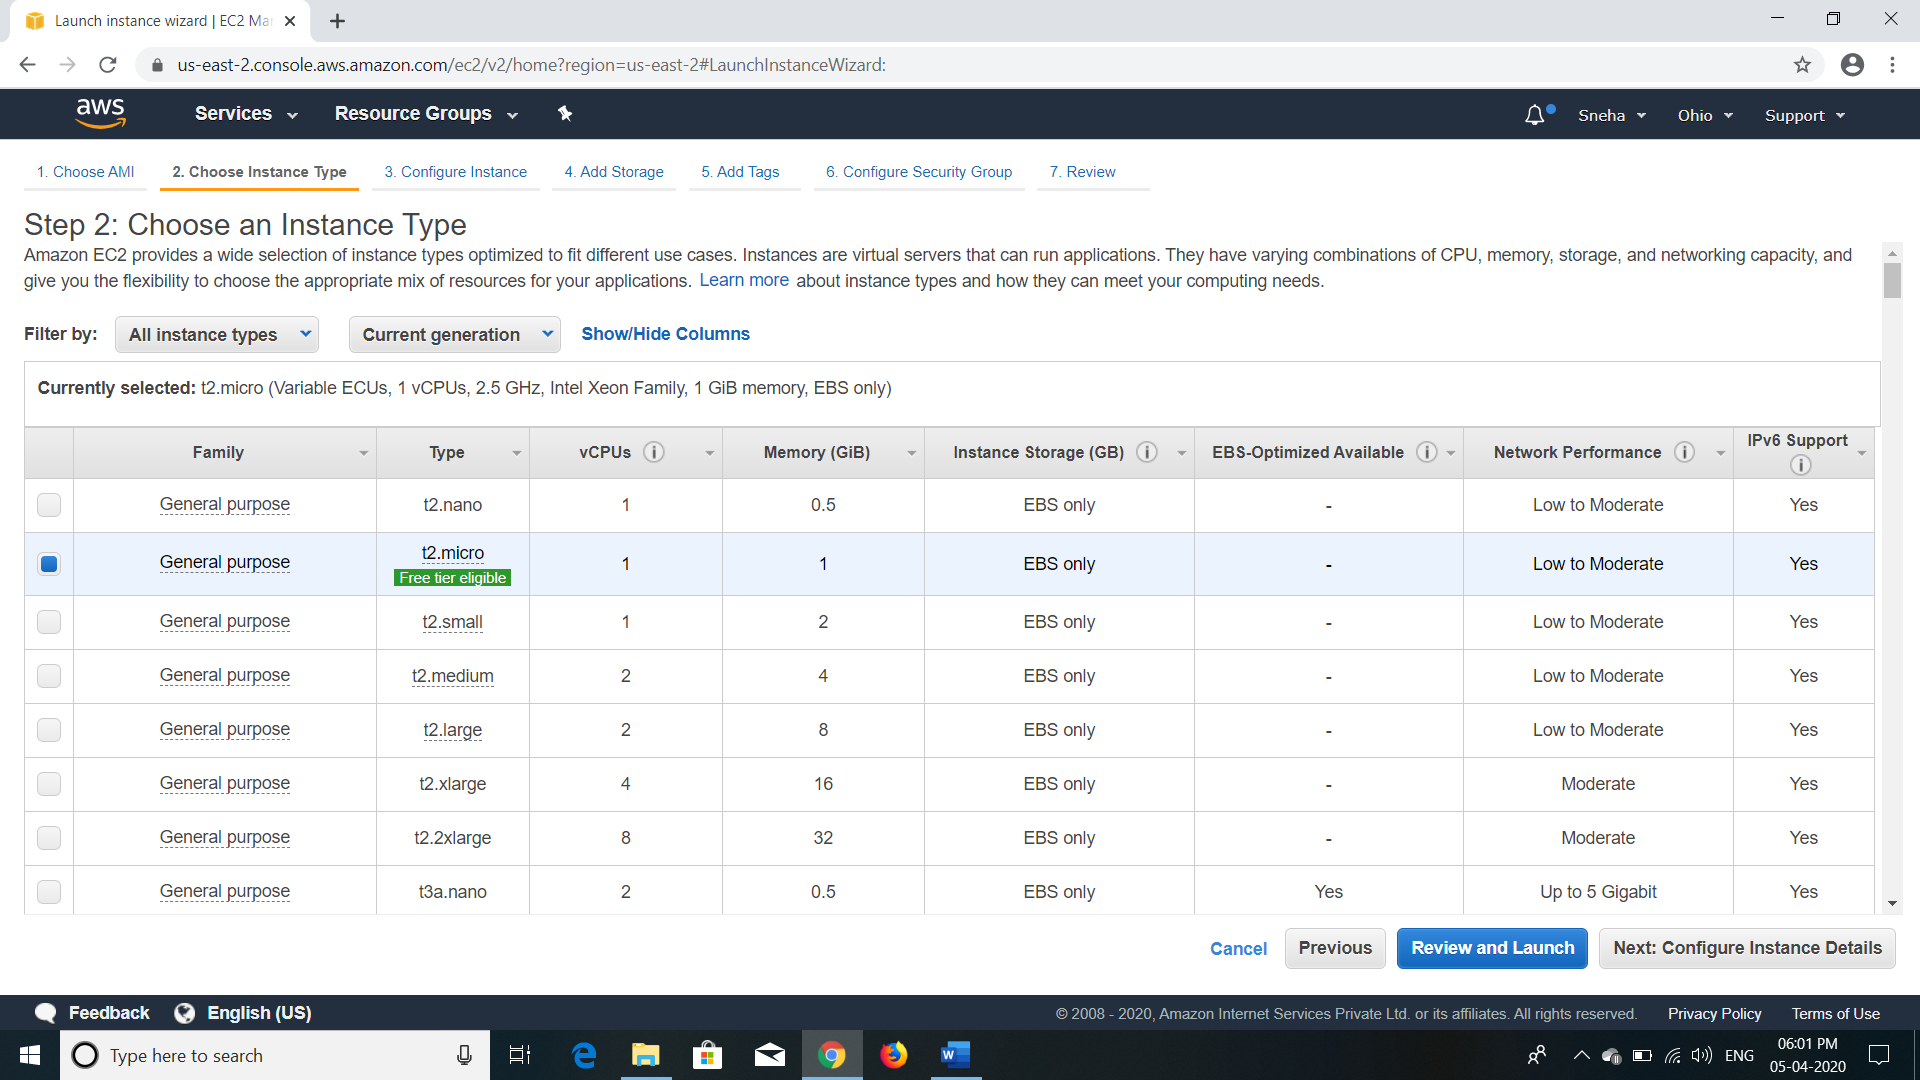 Launch instance wizard | EC2 Mar
us-east-2.console.aws.amazon.com/ec2/v2/home?region=us-east-2#LaunchInstanceWizard:
aws Services Resource Groups Sneha Ohio Support
1. Choose AMI 2. Choose Instance Type 3. Configure Instance 4. Add Storage 5. Add Tags 6. Configure Security Group 7. Review
Step 2: Choose an Instance Type
Amazon EC2 provides a wide selection of instance types optimized to fit different use cases. Instances are virtual servers that can run applications. They have varying combinations of CPU, memory, storage, and networking capacity, and
give you the flexibility to choose the appropriate mix of resources for your applications. Learn more about instance types and how they can meet your computing needs.
Filter by: All instance types Current generation Show/Hide Columns
Currently selected: t2.micro (Variable ECUs, 1 vCPUs, 2.5 GHz, Intel Xeon Family, 1 GiB memory, EBS only)
Family Type vCPUs i Memory (GiB) Instance Storage (GB) i EBS-Optimized Available i Network Performance i IPv6 Support i
General purpose t2.nano 1 0.5 EBS only - Low to Moderate Yes
General purpose t2.micro 1 1 EBS only - Low to Moderate Yes
Free tier eligible
General purpose t2.small 1 2 EBS only - Low to Moderate Yes
General purpose t2.medium 2 4 EBS only - Low to Moderate Yes
General purpose t2.large 2 8 EBS only - Low to Moderate Yes
General purpose t2.xlarge 4 16 EBS only - Moderate Yes
General purpose t2.2xlarge 8 32 EBS only - Moderate Yes
General purpose t3a.nano 2 0.5 EBS only Yes Up to 5 Gigabit Yes
Cancel Previous Review and Launch Next: Configure Instance Details
Feedback English (US) © 2008 - 2020, Amazon Internet Services Private Ltd. or its affiliates. All rights reserved. Privacy Policy Terms of Use
Type here to search W ENG 06:01 PM
05-04-2020